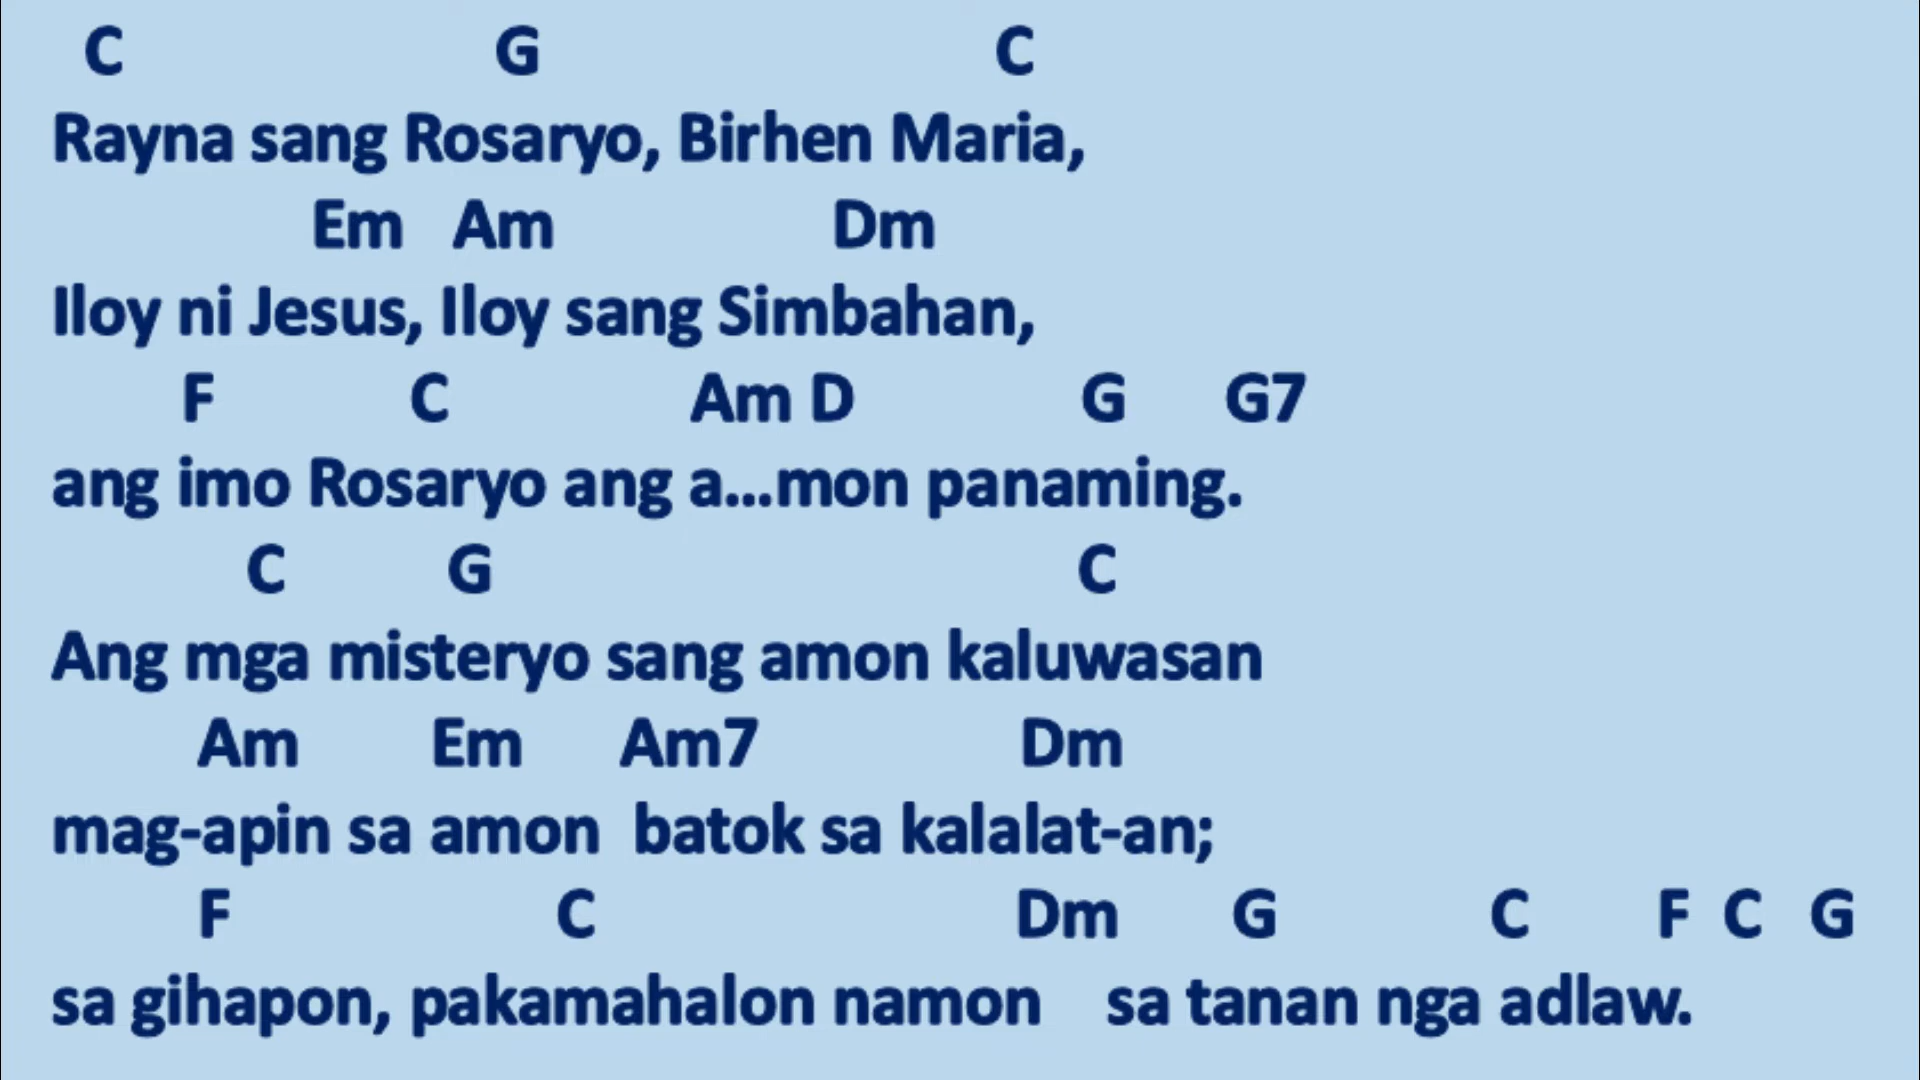 C G C
Rayna sang Rosaryo, Birhen Maria,
Em Am Dm
Iloy ni Jesus, Iloy sang Simbahan,
F C Am D G G7
ang imo Rosaryo ang a...mon panaming.
C G C
Ang mga misteryo sang amon kaluwasan
Am Em Am7 Dm
mag-apin sa amon batok sa kalalat-an;
F C Dm G C F C G
sa gihapon, pakamahalon namon sa tanan nga adlaw.